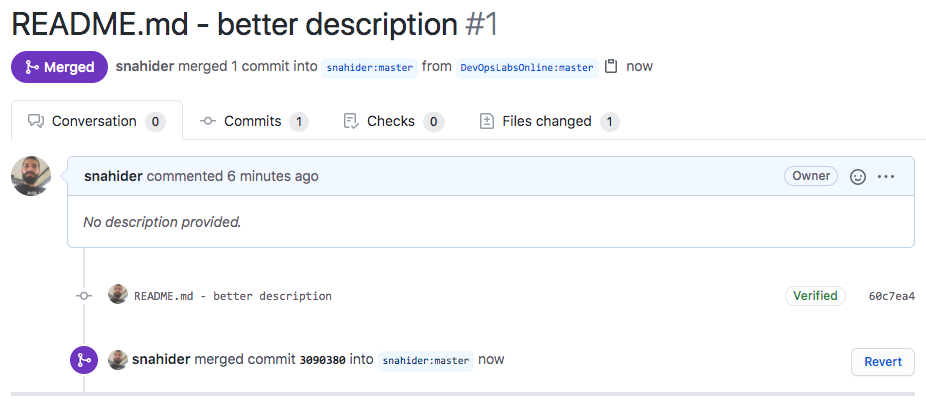 README.md - better description #1
Merged snahider merged 1 commit into snahider:master from DevOpsLabsOnline:master now
Conversation 0 Commits 1 Checks 0 Files changed 1
snahider commented 6 minutes ago Owner
No description provided.
README.md - better description Verified 60c7ea4
snahider merged commit 3090380 into snahider:master now Revert